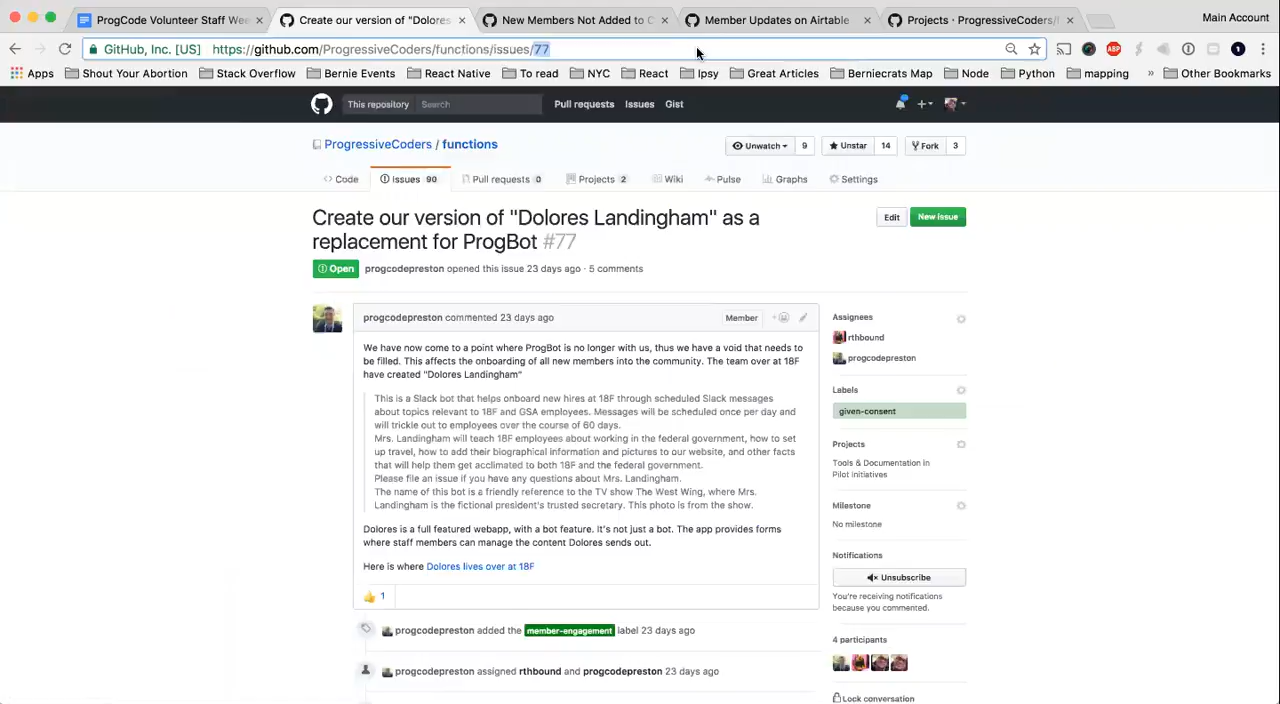 ProgCode Volunteer Staff Wee
Create our version of "Dolores
New Members Not Added to C
Member Updates on Airtable
Projects · ProgressiveCoders/
Main Account
GitHub, Inc. [US] https://github.com/ProgressiveCoders/functions/issues/77
ABP
1
Apps Shout Your Abortion Stack Overflow Bernie Events React Native To read NYC React Ipsy Great Articles Berniecrats Map Node Python mapping » Other Bookmarks
This repository Search Pull requests Issues Gist
ProgressiveCoders / functions
Unwatch 9 Unstar 14 Fork 3
Code Issues 90 Pull requests 0 Projects 2 Wiki Pulse Graphs Settings
Create our version of "Dolores Landingham" as a
replacement for ProgBot #77
Edit New Issue
Open progcodepreston opened this issue 23 days ago · 5 comments
progcodepreston commented 23 days ago Member
We have now come to a point where ProgBot is no longer with us, thus we have a void that needs to
be filled. This affects the onboarding of all new members into the community. The team over at 18F
have created "Dolores Landingham"
This is a Slack bot that helps onboard new hires at 18F through scheduled Slack messages
about topics relevant to 18F and GSA employees. Messages will be scheduled once per day and
will trickle out to employees over the course of 60 days.
Mrs. Landingham will teach 18F employees about working in the federal government, how to set
up travel, how to add their biographical information and pictures to our website, and other facts
that will help them get acclimated to both 18F and the federal government.
Please file an issue if you have any questions about Mrs. Landingham.
The name of this bot is a friendly reference to the TV show The West Wing, where Mrs.
Landingham is the fictional president's trusted secretary. This photo is from the show.
Dolores is a full featured webapp, with a bot feature. It's not just a bot. The app provides forms
where staff members can manage the content Dolores sends out.
Here is where Dolores lives over at 18F
1
progcodepreston added the member-engagement label 23 days ago
progcodepreston assigned rthbound and progcodepreston 23 days ago
Assignees
rthbound
progcodepreston
Labels
given-consent
Projects
Tools & Documentation in
Pilot Initiatives
Milestone
No milestone
Notifications
Unsubscribe
You're receiving notifications
because you commented.
4 participants
Lock conversation